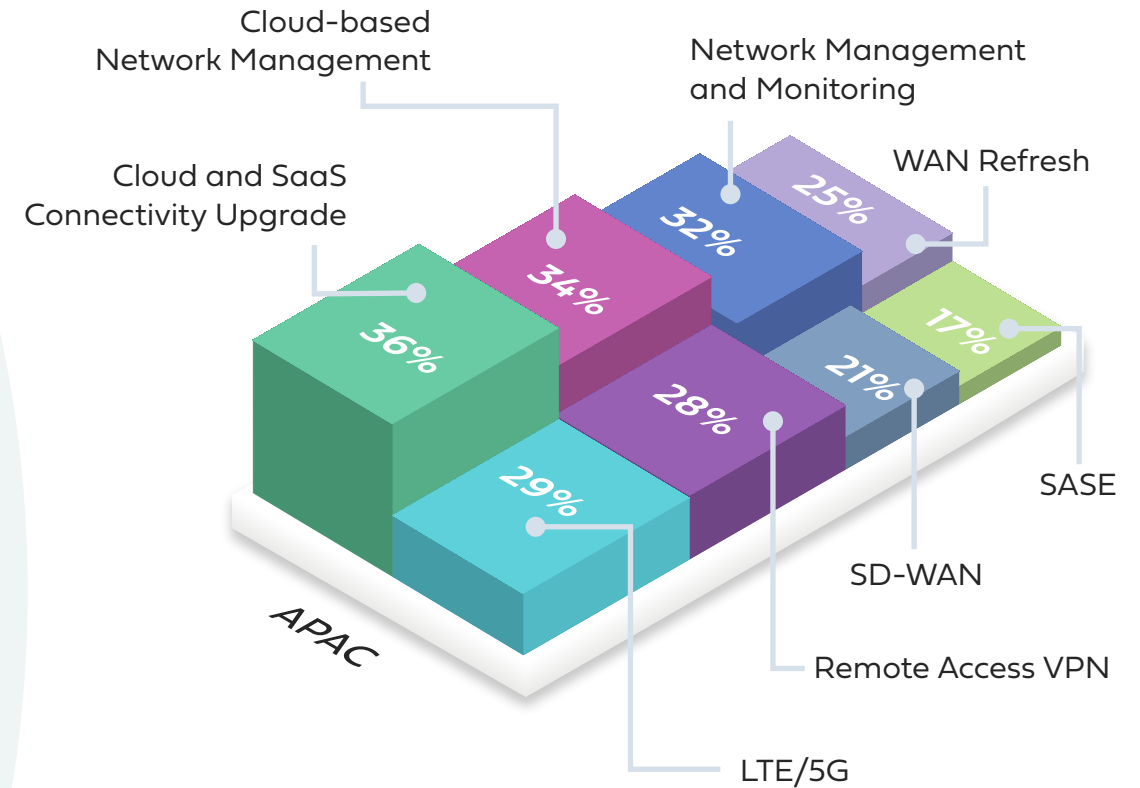 Cloud-based
Network Management
Network Management
and Monitoring
Cloud and SaaS
Connectivity Upgrade
WAN Refresh
25%
32%
34%
36%
17%
21%
28%
29%
SASE
SD-WAN
APAC
Remote Access VPN
LTE/5G